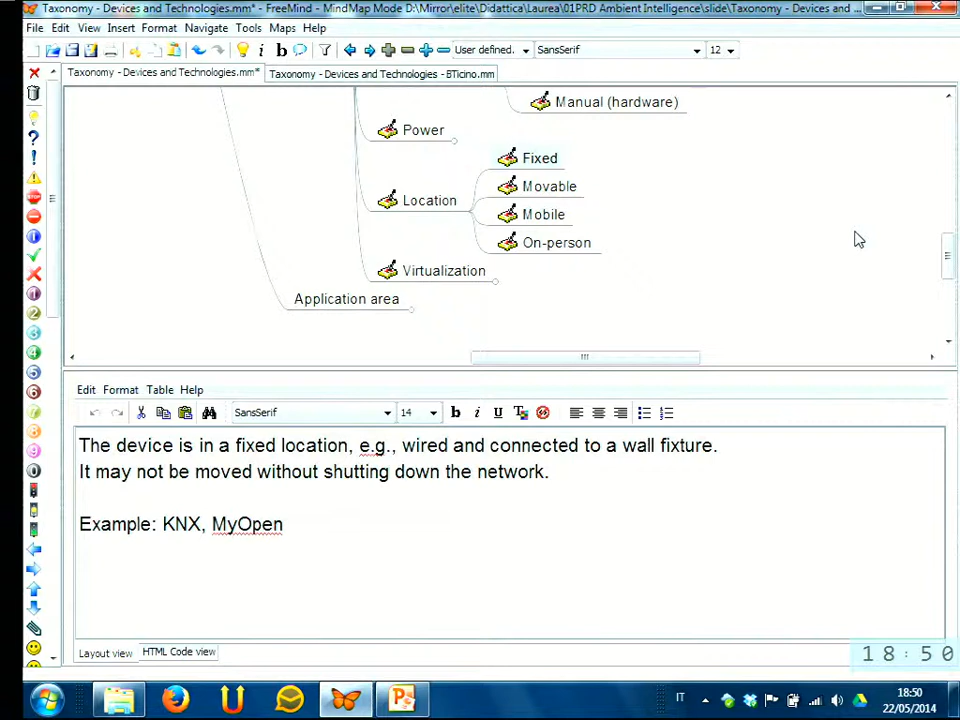 Taxonomy - Devices and Technologies.mm* - FreeMind - MindMap Mode D:\Mirror\elite\Didattica\Laurea\01PRD Ambient Intelligence\slide\Taxonomy - Devices and ...
File Edit View Insert Format Navigate Tools Maps Help
User defined. SansSerif 12
Taxonomy - Devices and Technologies.mm* Taxonomy - Devices and Technologies - BTicino.mm
Manual (hardware)
Power
Fixed
Movable
Location
Mobile
On-person
Virtualization
Application area
Edit Format Table Help
SansSerif 14
The device is in a fixed location, e.g., wired and connected to a wall fixture.
It may not be moved without shutting down the network.
Example: KNX, MyOpen
Layout view HTML Code view
18:50
IT 18:50
22/05/2014